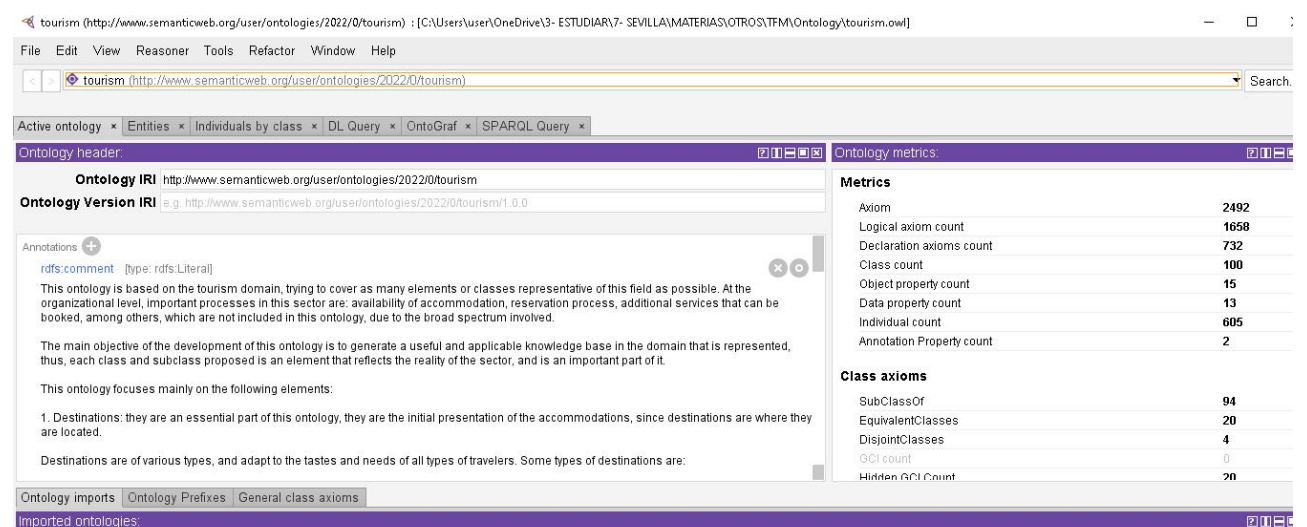 tourism (http://www.semanticweb.org/user/ontologies/2022/0/tourism) : [C:\Users\user\OneDrive\3- ESTUDIAR\7- SEVILLA\MATERIAS\OTROS\TFM\Ontology\tourism.owl]
File Edit View Reasoner Tools Refactor Window Help
< > tourism (http://www.semanticweb.org/user/ontologies/2022/0/tourism) Search.
Active ontology × Entities × Individuals by class × DL Query × OntoGraf × SPARQL Query ×
Ontology header:
Ontology IRI http://www.semanticweb.org/user/ontologies/2022/0/tourism
Ontology Version IRI e.g. http://www.semanticweb.org/user/ontologies/2022/0/tourism/1.0.0
Annotations
rdfs:comment [type: rdfs:Literal]
This ontology is based on the tourism domain, trying to cover as many elements or classes representative of this field as possible. At the
organizational level, important processes in this sector are: availability of accommodation, reservation process, additional services that can be
booked, among others, which are not included in this ontology, due to the broad spectrum involved.
The main objective of the development of this ontology is to generate a useful and applicable knowledge base in the domain that is represented,
thus, each class and subclass proposed is an element that reflects the reality of the sector, and is an important part of it.
This ontology focuses mainly on the following elements:
1. Destinations: they are an essential part of this ontology, they are the initial presentation of the accommodations, since destinations are where they
are located.
Destinations are of various types, and adapt to the tastes and needs of all types of travelers. Some types of destinations are:
Ontology metrics:
Metrics
Axiom 2492
Logical axiom count 1658
Declaration axioms count 732
Class count 100
Object property count 15
Data property count 13
Individual count 605
Annotation Property count 2
Class axioms
SubClassOf 94
EquivalentClasses 20
DisjointClasses 4
GCI count 0
Hidden GCI Count 20
Ontology imports Ontology Prefixes General class axioms
Imported ontologies: